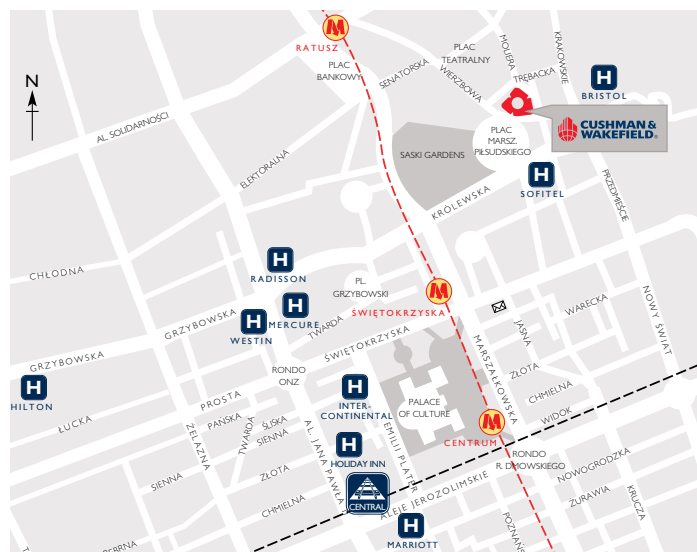 RATUSZ
PLAC
BANKOWY
PLAC
TEATRALNY
MOLIERA
KRAKOWSKIE
SENATORSKA
WIERZBOWA
TRĘBACKA
H
BRISTOL
N
CUSHMAN &
WAKEFIELD®
AL. SOLIDARNOŚCI
SASKI GARDENS
PLAC
MARSZ.
PIŁSUDSKIEGO
ELEKTORALNA
H
SOFITEL
KRÓLEWSKA
PRZEDMIEŚCIE
H
RADISSON
CHŁODNA
PL.
GRZYBOWSKI
ŚWIĘTOKRZYSKA
H
MERCURE
H
WESTIN
GRZYBOWSKA
TWARDA
WARECKA
NOWY ŚWIAT
JASNA
MARSZAŁKOWSKA
GRZYBOWSKA
ŚWIĘTOKRZYSKA
RONDO
ONZ
ZŁOTA
H
HILTON
H
INTER-
CONTINENTAL
PALACE
OF CULTURE
CHMIELNA
WIDOK
PROSTA
PAŃSKA
ŚLISKA
SIENNA
ŁUCKA
ŻELAZNA
TWARDA
AL. JANA PAWŁA
EMILII PLATER
CENTRUM
H
HOLIDAY INN
RONDO
R. DMOWSKIEGO
NOWOGRODZKA
SIENNA
ZŁOTA
CHMIELNA
CENTRAL
ALEJE JEROZOLIMSKIE
ŻURAWIA
KRUCZA
H
MARRIOTT